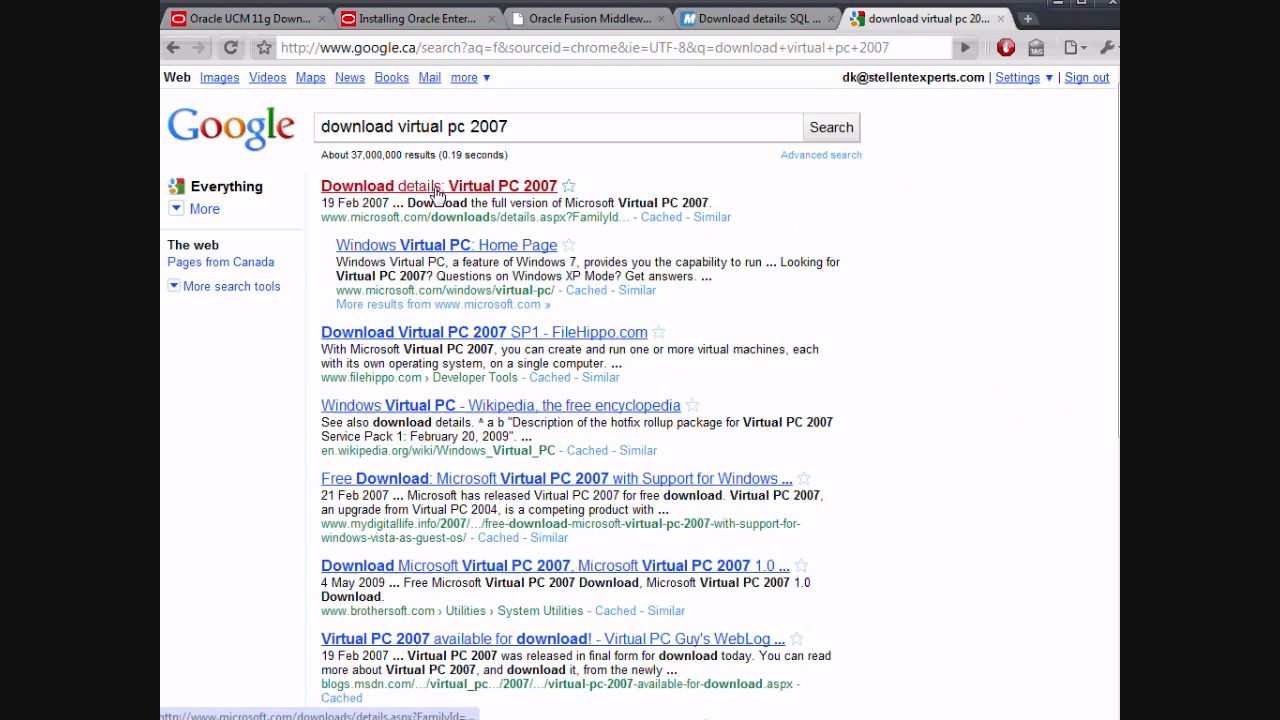 Oracle UCM 11g Down...
Installing Oracle Enter...
Oracle Fusion Middlew...
Download details: SQL ...
download virtual pc 20...
http://www.google.ca/search?aq=f&sourceid=chrome&ie=UTF-8&q=download+virtual+pc+2007
Web Images Videos Maps News Books Mail more ▼
dk@stellentexperts.com | Settings ▼ | Sign out
Google
download virtual pc 2007
Search
About 37,000,000 results (0.19 seconds)
Advanced search
Everything
More
The web
Pages from Canada
More search tools
Download details: Virtual PC 2007
19 Feb 2007 ... Download the full version of Microsoft Virtual PC 2007.
www.microsoft.com/downloads/details.aspx?FamilyId... - Cached - Similar
Windows Virtual PC: Home Page
Windows Virtual PC, a feature of Windows 7, provides you the capability to run ... Looking for
Virtual PC 2007? Questions on Windows XP Mode? Get answers. ...
www.microsoft.com/windows/virtual-pc/ - Cached - Similar
More results from www.microsoft.com »
Download Virtual PC 2007 SP1 - FileHippo.com
With Microsoft Virtual PC 2007, you can create and run one or more virtual machines, each
with its own operating system, on a single computer. ...
www.filehippo.com › Developer Tools - Cached - Similar
Windows Virtual PC - Wikipedia, the free encyclopedia
See also download details. ^ a b "Description of the hotfix rollup package for Virtual PC 2007
Service Pack 1: February 20, 2009". ...
en.wikipedia.org/wiki/Windows_Virtual_PC - Cached - Similar
Free Download: Microsoft Virtual PC 2007 with Support for Windows ...
21 Feb 2007 ... Microsoft has released Virtual PC 2007 for free download. Virtual PC 2007,
an upgrade from Virtual PC 2004, is a competing product with ...
www.mydigitallife.info/2007/.../free-download-microsoft-virtual-pc-2007-with-support-for-
windows-vista-as-guest-os/ - Cached - Similar
Download Microsoft Virtual PC 2007, Microsoft Virtual PC 2007 1.0 ...
4 May 2009 ... Free Microsoft Virtual PC 2007 Download, Microsoft Virtual PC 2007 1.0
Download.
www.brothersoft.com › Utilities › System Utilities - Cached - Similar
Virtual PC 2007 available for download! - Virtual PC Guy's WebLog ...
19 Feb 2007 ... Virtual PC 2007 was released in final form for download today. You can read
more about Virtual PC 2007, and download it, from the newly ...
blogs.msdn.com/.../virtual_pc.../2007/.../virtual-pc-2007-available-for-download.aspx -
Cached
http://www.microsoft.com/downloads/details.aspx?FamilyId=...